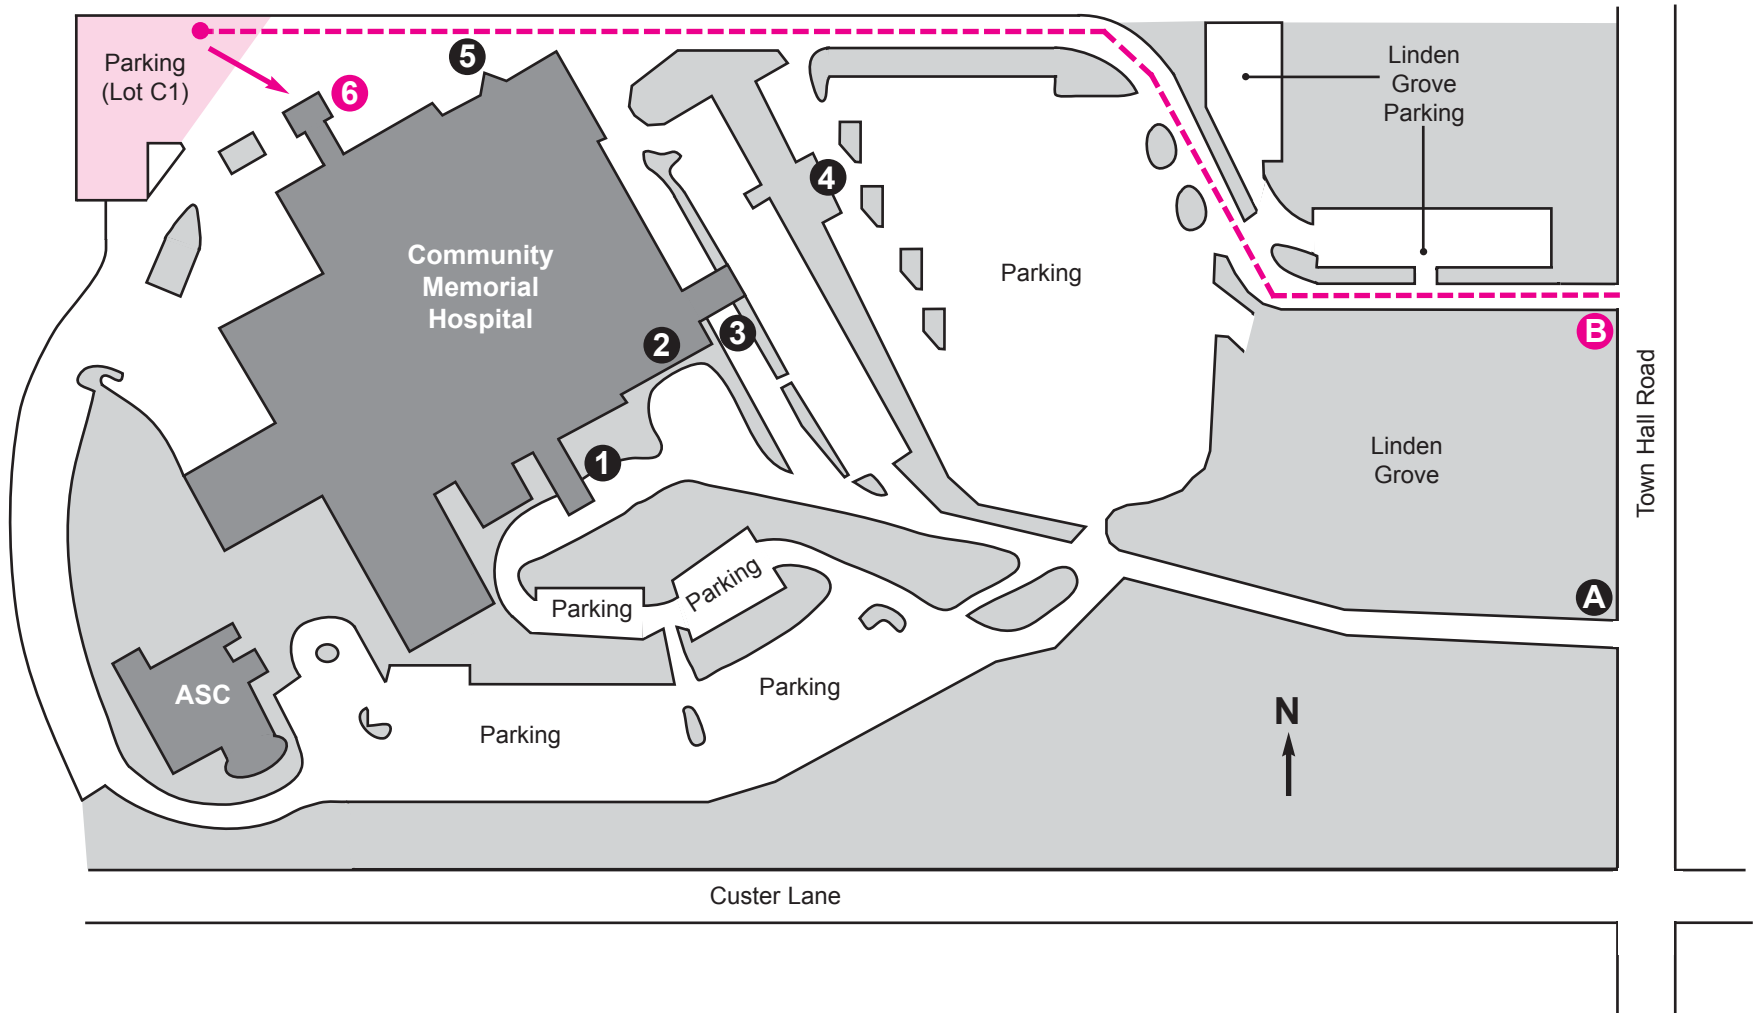 Parking
(Lot C1)
6
5
Linden
Grove
Parking
4
Community
Memorial
Hospital
Parking
3
2
B
1
Linden
Grove
Town Hall Road
A
Parking
Parking
ASC
Parking
Parking
N
Custer Lane